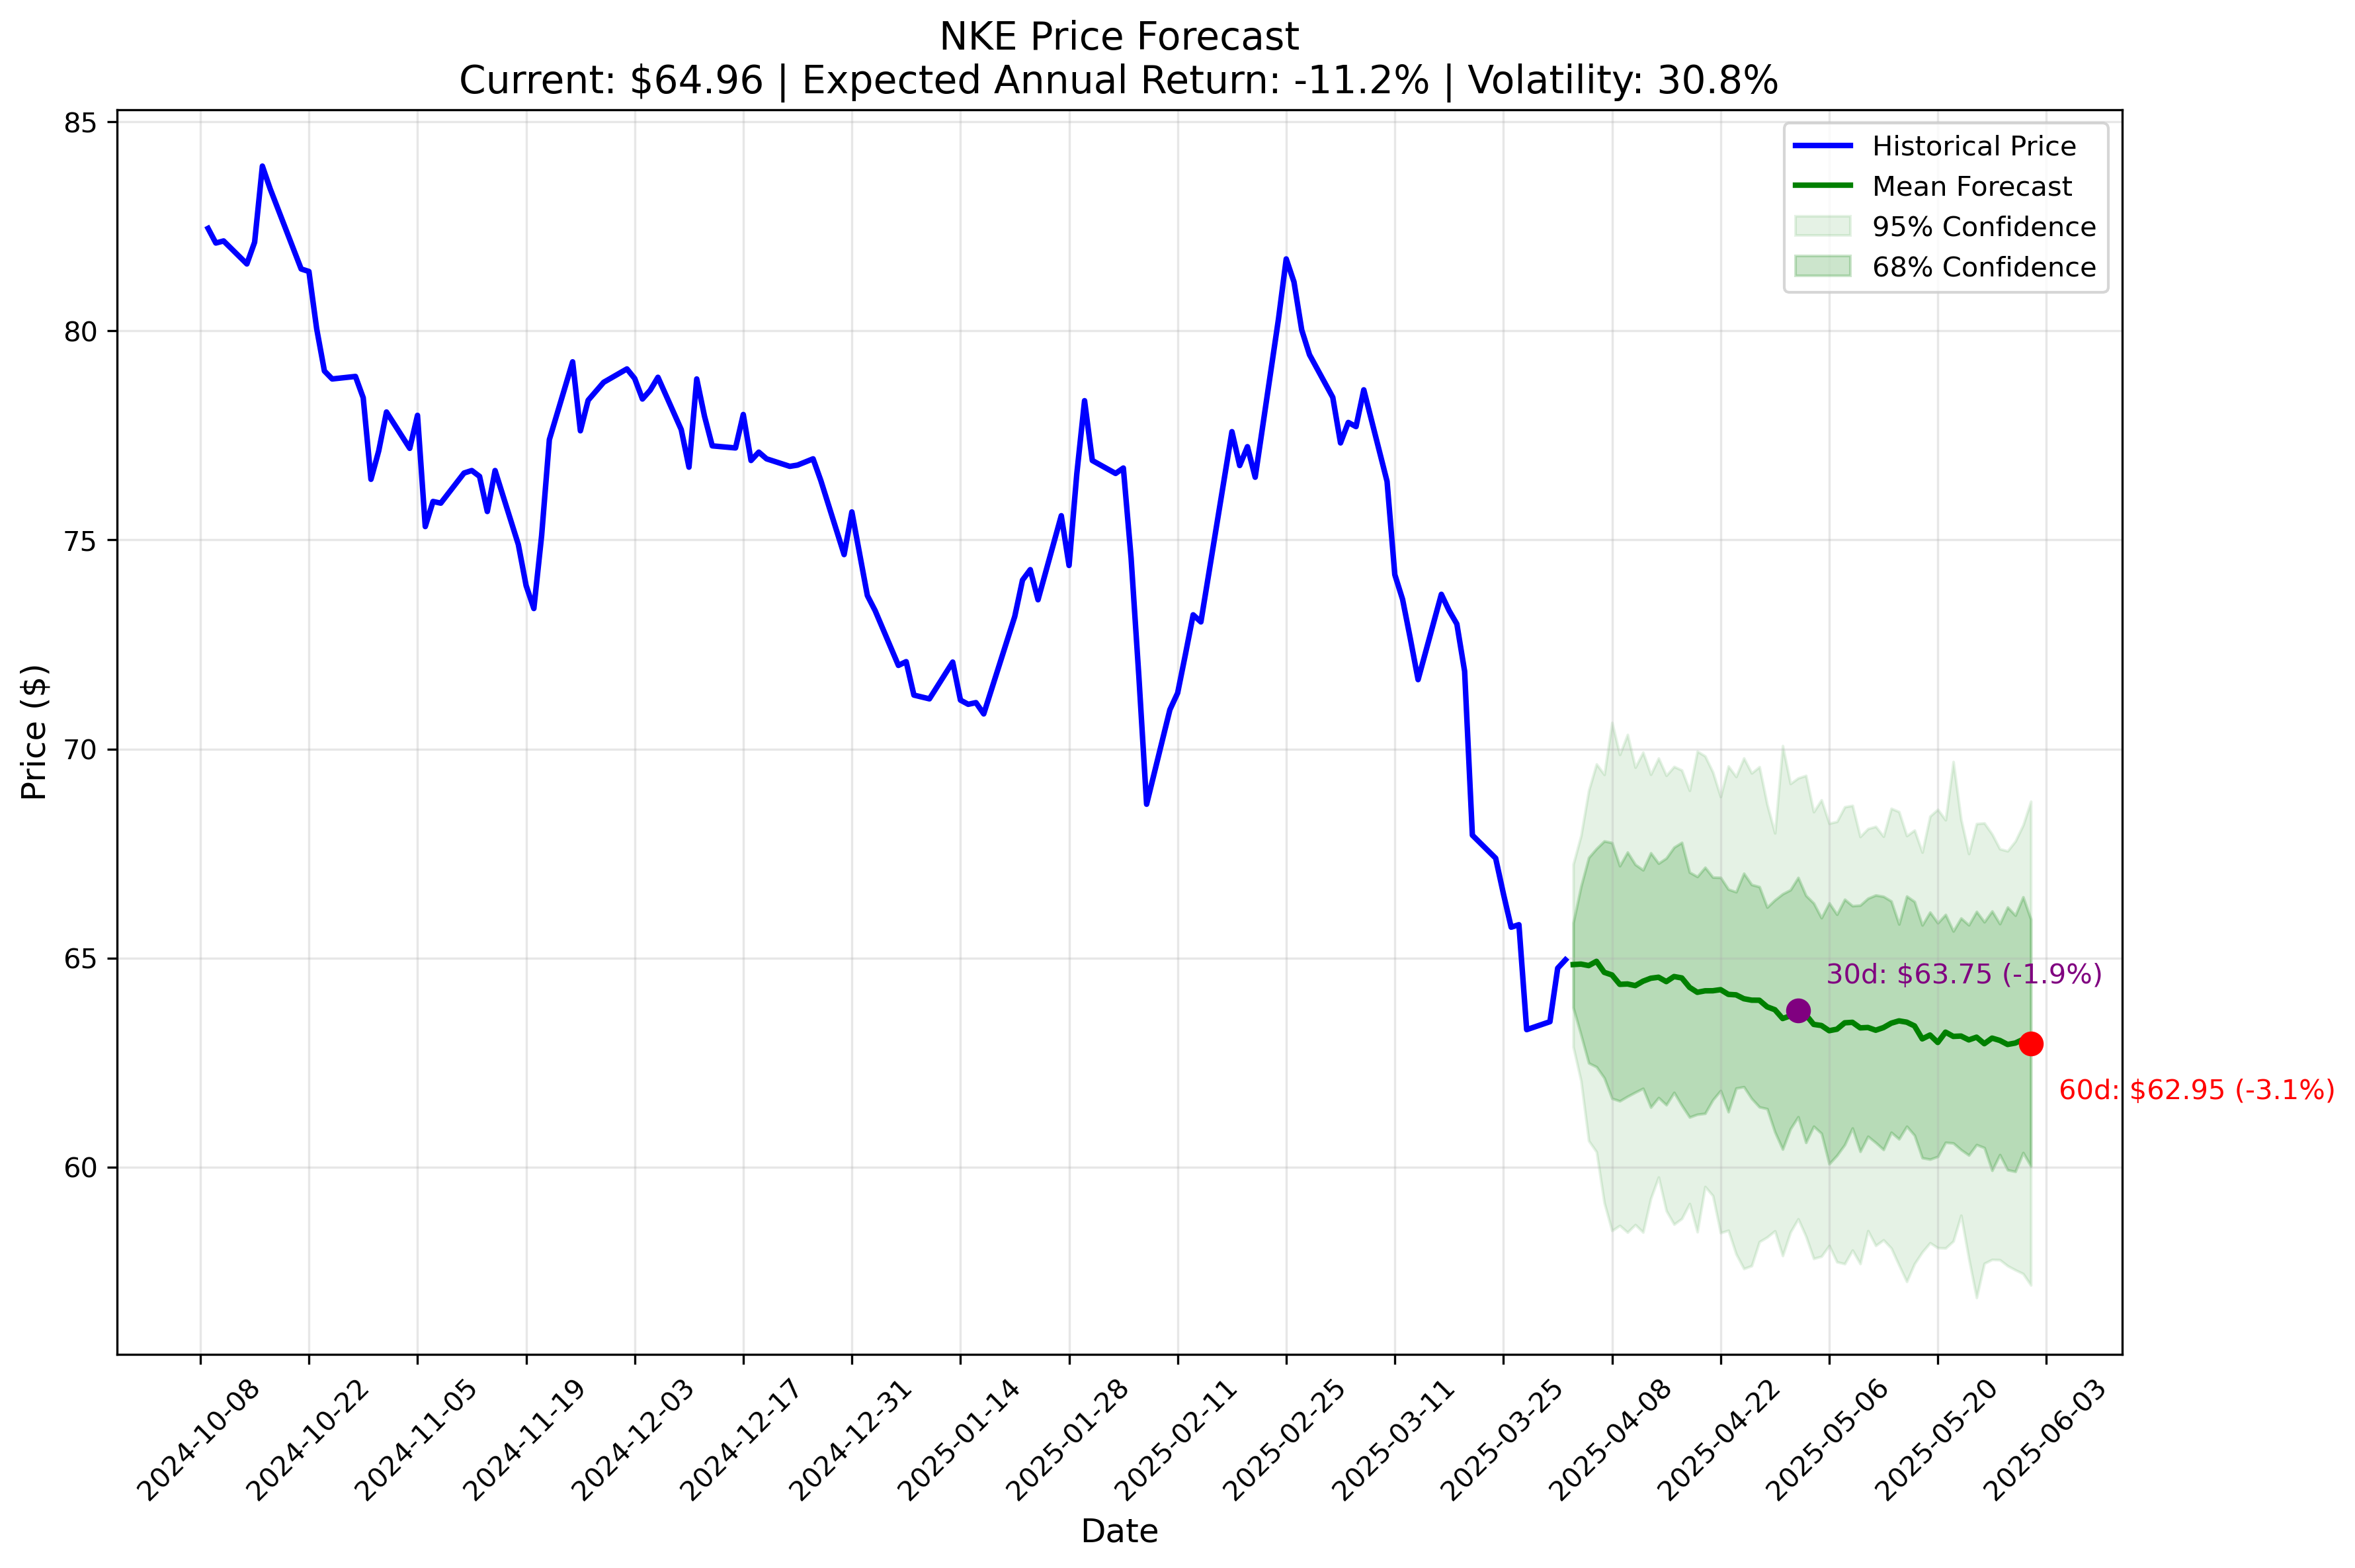 NKE Price Forecast
Current: $64.96 | Expected Annual Return: -11.2% | Volatility: 30.8%
Historical Price
Mean Forecast
95% Confidence
68% Confidence
Price ($)
85
80
75
70
65
60
30d: $63.75 (-1.9%)
60d: $62.95 (-3.1%)
2024-10-08
2024-10-22
2024-11-05
2024-11-19
2024-12-03
2024-12-17
2024-12-31
2025-01-14
2025-01-28
2025-02-11
2025-02-25
2025-03-11
2025-03-25
2025-04-08
2025-04-22
2025-05-06
2025-05-20
2025-06-03
Date